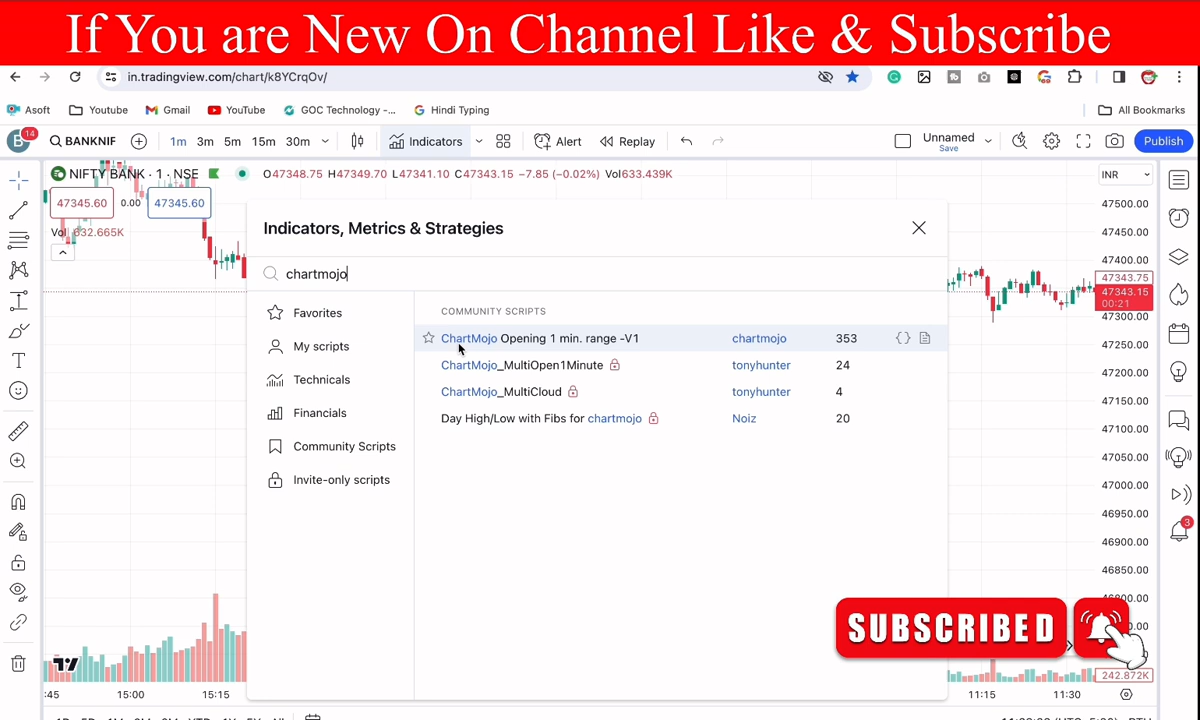 If You are New On Channel Like & Subscribe
in.tradingview.com/chart/k8YCrqOv/
Asoft Youtube Gmail YouTube GOC Technology -... Hindi Typing All Bookmarks
B 14 BANKNIF 1m 3m 5m 15m 30m Indicators Alert Replay Unnamed Save Publish
NIFTY BANK · 1 · NSE O47348.75 H47349.70 L47341.10 C47343.15 −7.85 (−0.02%) Vol633.439K INR
47345.60 0.00 47345.60
Vol 632.665K
Indicators, Metrics & Strategies
chartmojo
Favorites
My scripts
Technicals
Financials
Community Scripts
Invite-only scripts
COMMUNITY SCRIPTS
ChartMojo Opening 1 min. range -V1 chartmojo 353
ChartMojo_MultiOpen1Minute tonyhunter 24
ChartMojo_MultiCloud tonyhunter 4
Day High/Low with Fibs for chartmojo Noiz 20
47500.00
47450.00
47400.00
47343.75
47343.15
00:21
47300.00
47250.00
47200.00
47150.00
47100.00
47050.00
47000.00
46950.00
46900.00
46850.00
SUBSCRIBED
242.872K
3
:45 15:00 15:15 11:15 11:30